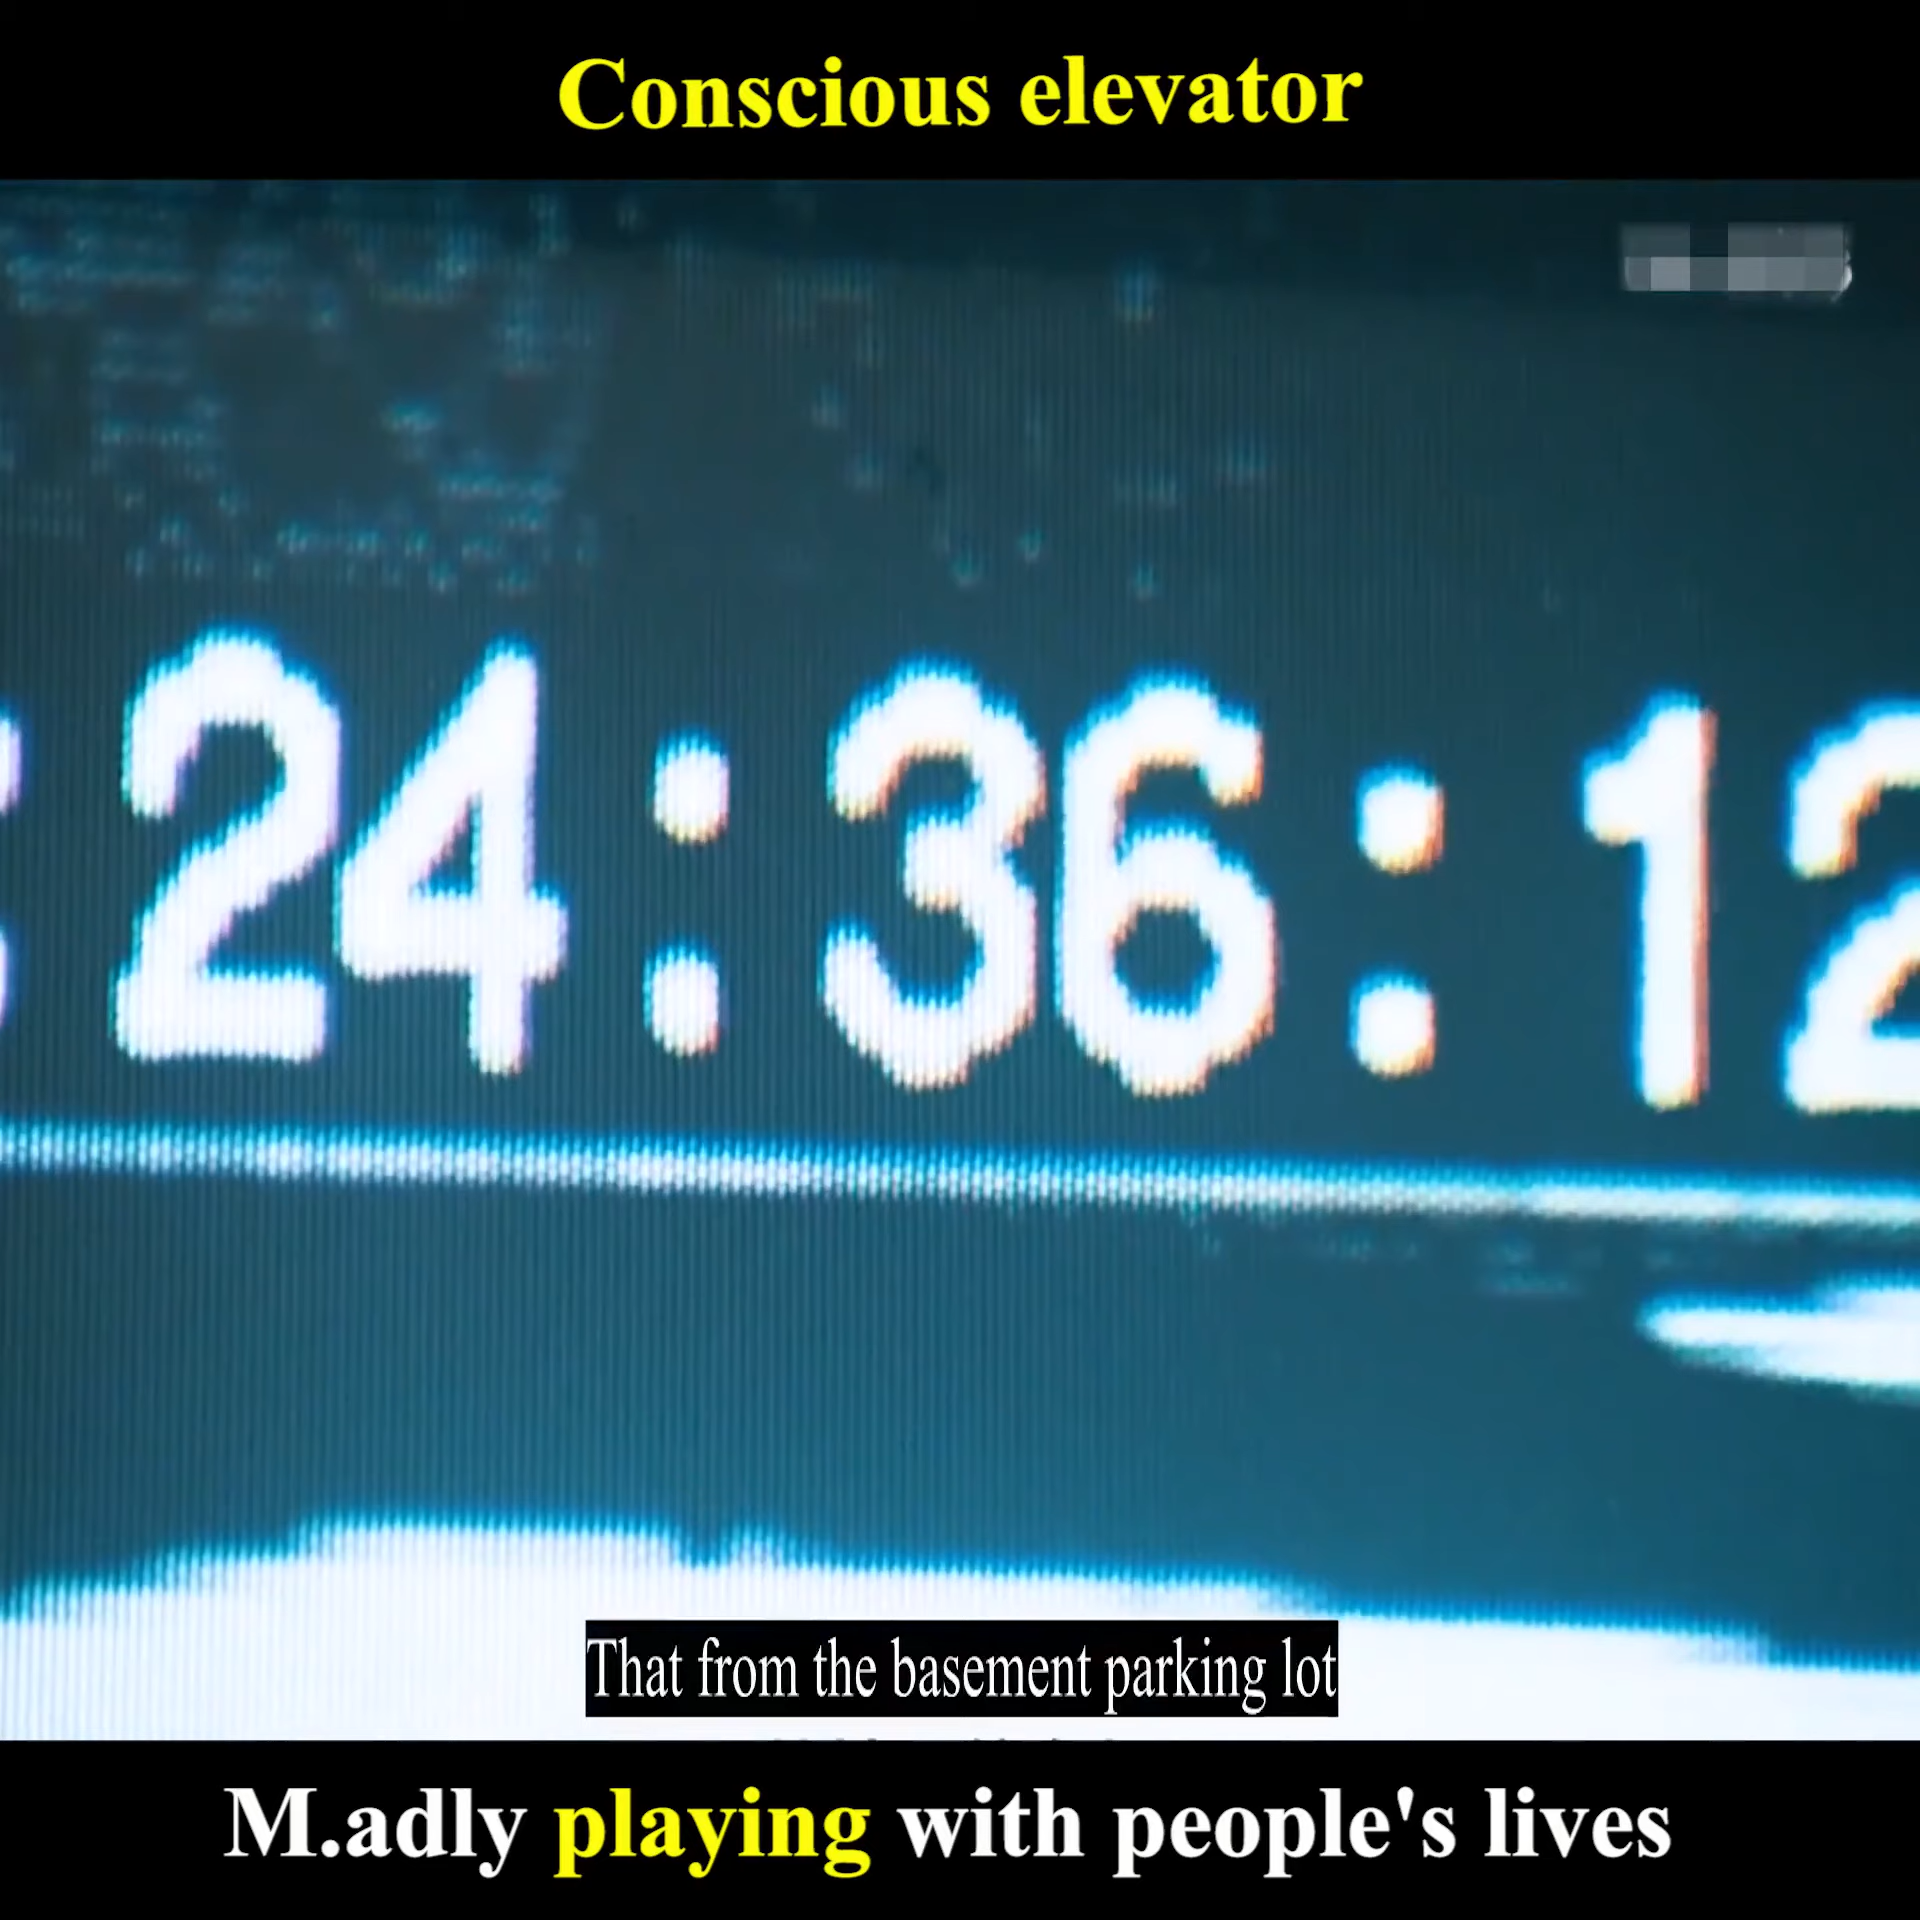 Conscious elevator
:24:36:12
That from the basement parking lot
M.adly playing with people's lives